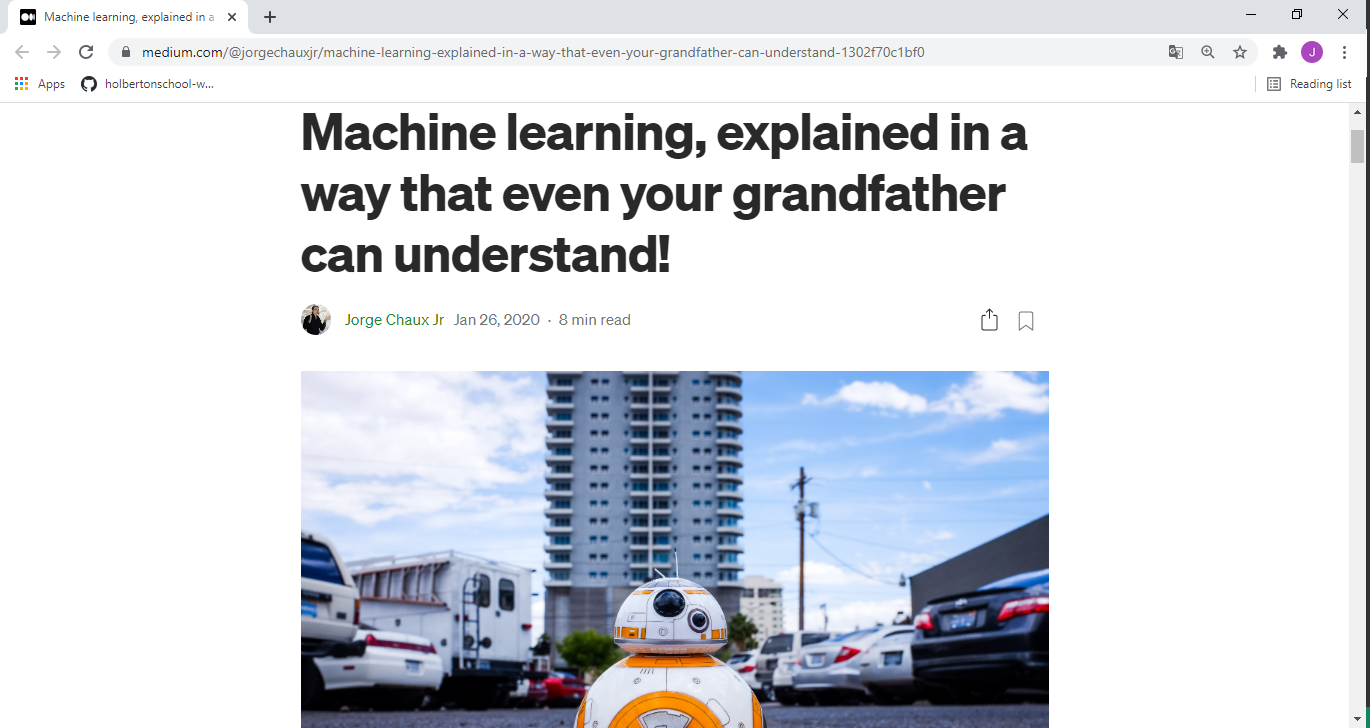 Machine learning, explained in a
medium.com/@jorgechauxjr/machine-learning-explained-in-a-way-that-even-your-grandfather-can-understand-1302f70c1bf0
J
Apps
holbertonschool-w...
Reading list
Machine learning, explained in a
way that even your grandfather
can understand!
Jorge Chaux Jr Jan 26, 2020 · 8 min read